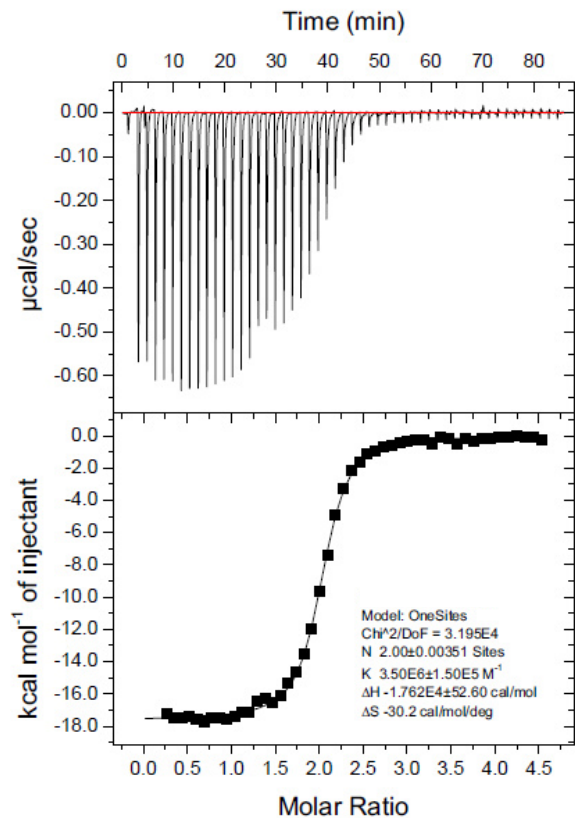 Time (min)
0 10 20 30 40 50 60 70 80
0.00
-0.10
-0.20
-0.30
-0.40
-0.50
-0.60
µcal/sec
0.0
-2.0
-4.0
-6.0
-8.0
-10.0
-12.0
-14.0
-16.0
-18.0
kcal mol⁻¹ of injectant
Model: OneSites
Chi^2/DoF = 3.195E4
N 2.00±0.00351 Sites
K 3.50E6±1.50E5 M⁻¹
ΔH -1.762E4±52.60 cal/mol
ΔS -30.2 cal/mol/deg
0.0 0.5 1.0 1.5 2.0 2.5 3.0 3.5 4.0 4.5
Molar Ratio